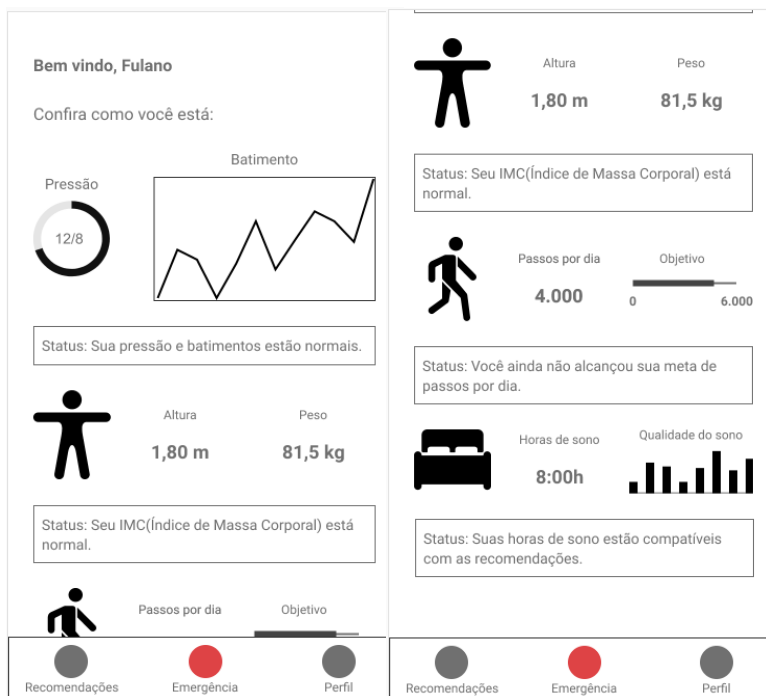 Bem vindo, Fulano
Confira como você está:
Pressão
12/8
Batimento
Status: Sua pressão e batimentos estão normais.
Altura
Peso
1,80 m
81,5 kg
Status: Seu IMC(Índice de Massa Corporal) está
normal.
Passos por dia
Objetivo
Recomendações
Emergência
Perfil
Altura
Peso
1,80 m
81,5 kg
Status: Seu IMC(Índice de Massa Corporal) está
normal.
Passos por dia
Objetivo
4.000
0
6.000
Status: Você ainda não alcançou sua meta de
passos por dia.
Horas de sono
Qualidade do sono
8:00h
Status: Suas horas de sono estão compatíveis
com as recomendações.
Recomendações
Emergência
Perfil